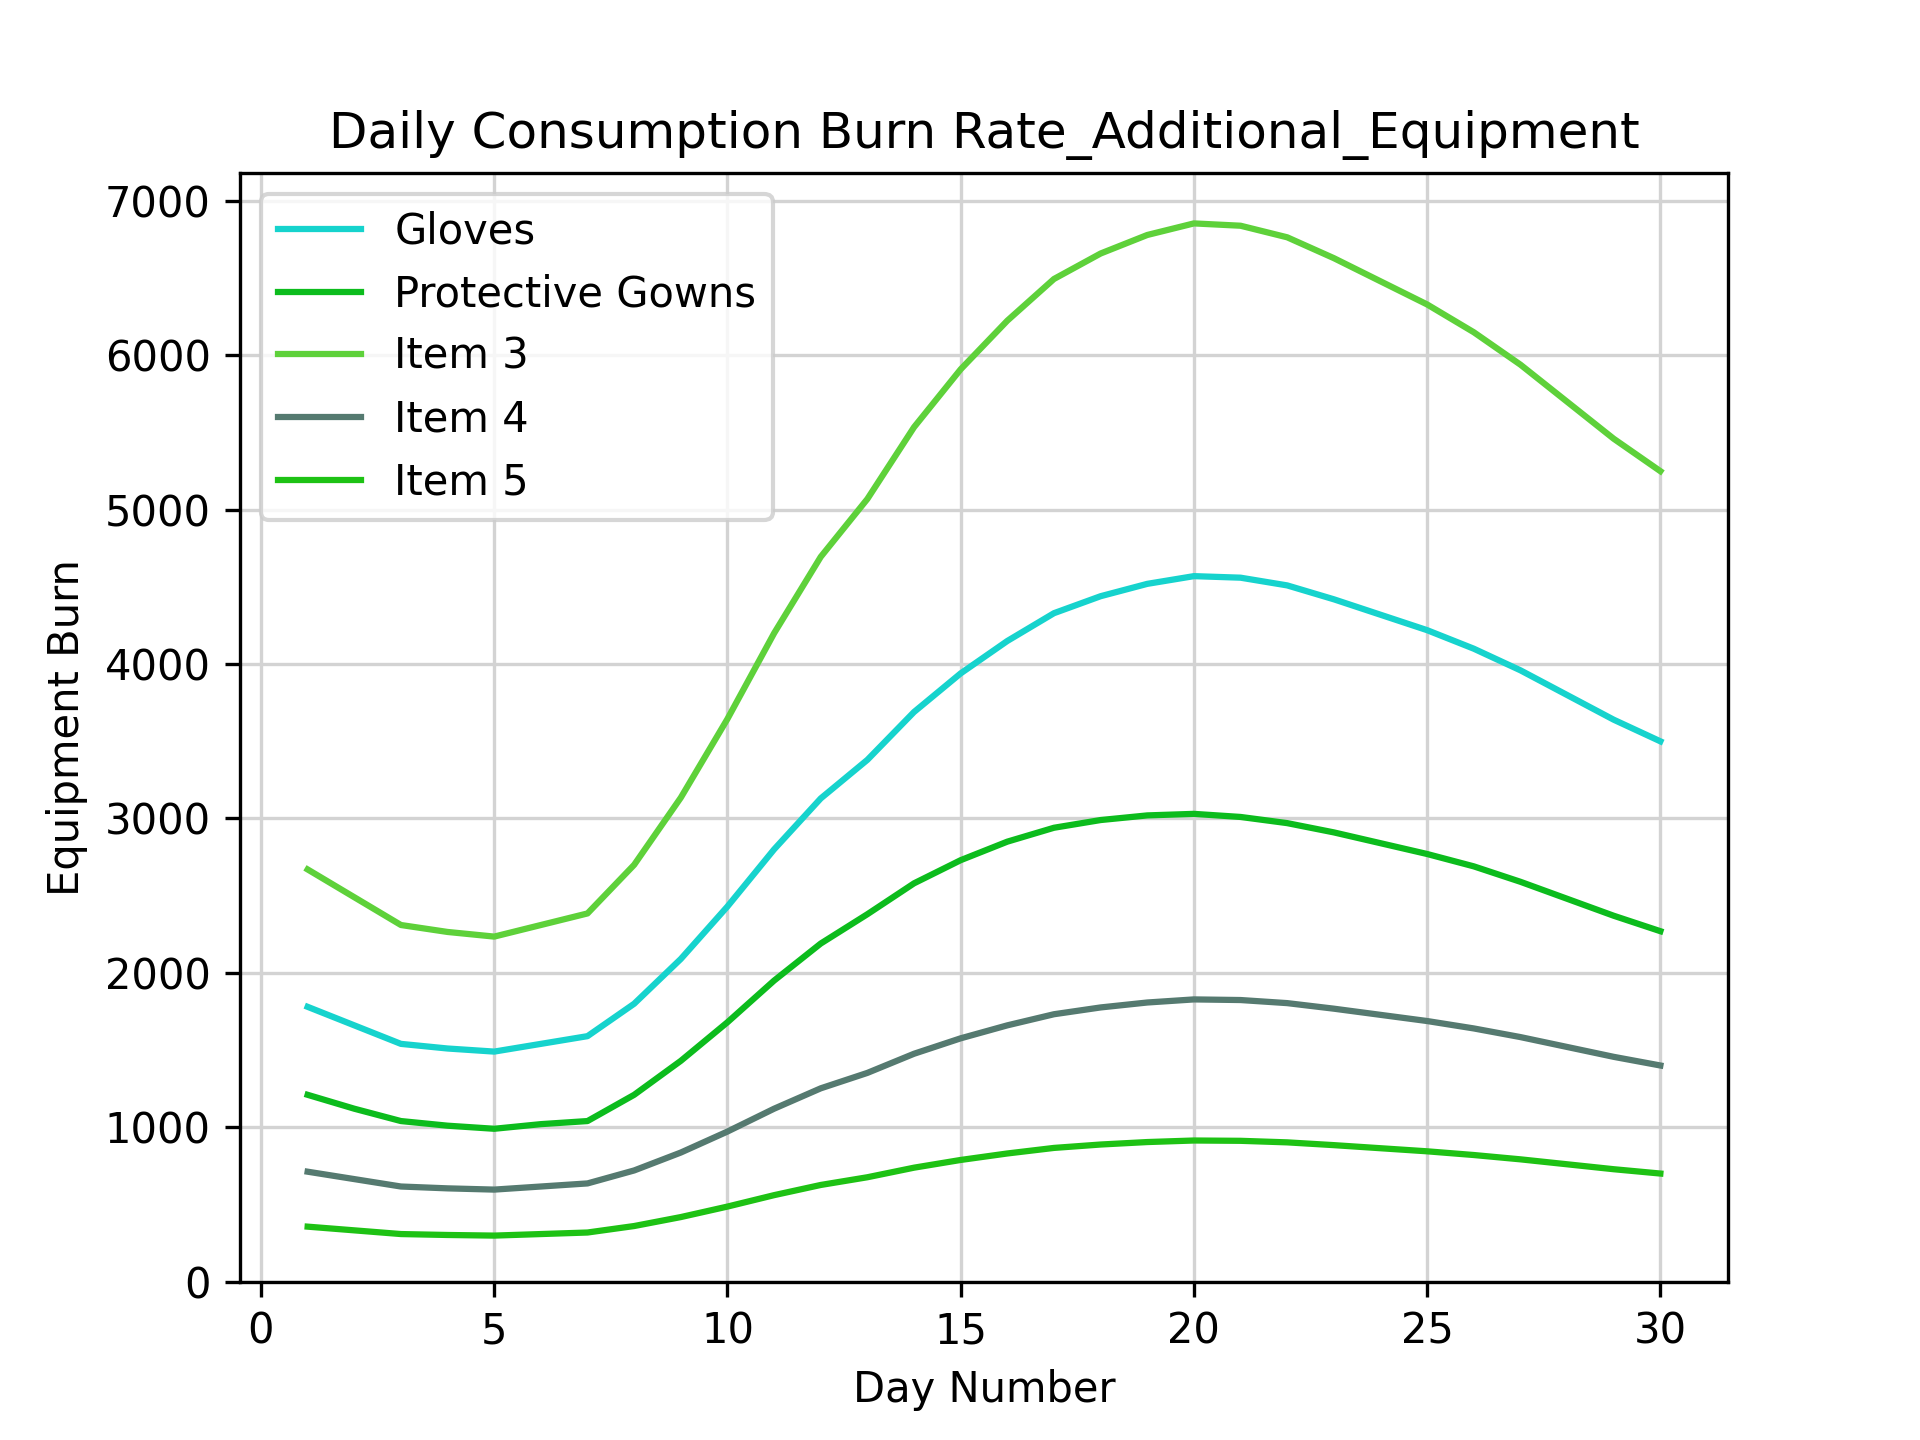 Daily Consumption Burn Rate_Additional_Equipment
7000
6000
5000
4000
3000
2000
1000
0
Equipment Burn
Gloves
Protective Gowns
Item 3
Item 4
Item 5
0 5 10 15 20 25 30
Day Number